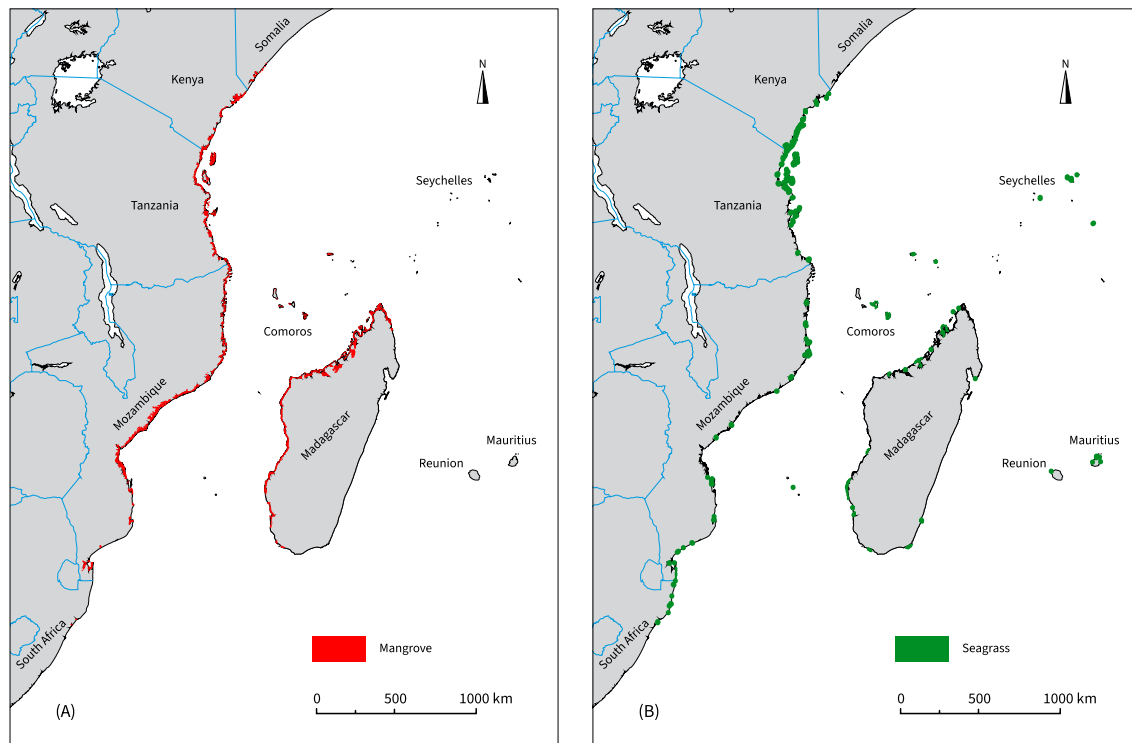 Somalia
N
Kenya
Seychelles
Tanzania
Comoros
Mozambique
Madagascar
Mauritius
Reunion
South Africa
Mangrove
0 500 1000 km
(A)
Somalia
N
Kenya
Seychelles
Tanzania
Comoros
Mozambique
Madagascar
Mauritius
Reunion
South Africa
Seagrass
0 500 1000 km
(B)